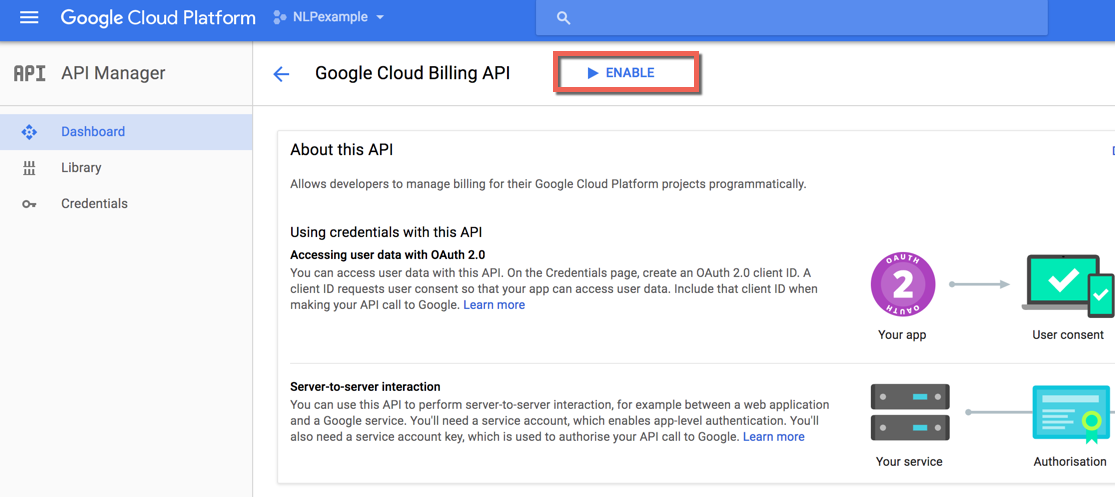 Google Cloud Platform
NLPexample
API
API Manager
Google Cloud Billing API
ENABLE
Dashboard
Library
Credentials
About this API
Allows developers to manage billing for their Google Cloud Platform projects programmatically.
Using credentials with this API
Accessing user data with OAuth 2.0
You can access user data with this API. On the Credentials page, create an OAuth 2.0 client ID. A
client ID requests user consent so that your app can access user data. Include that client ID when
making your API call to Google. Learn more
OAUTH
2
OAUTH
Your app
User consent
Server-to-server interaction
You can use this API to perform server-to-server interaction, for example between a web application
and a Google service. You'll need a service account, which enables app-level authentication. You'll
also need a service account key, which is used to authorise your API call to Google. Learn more
Your service
Authorisation